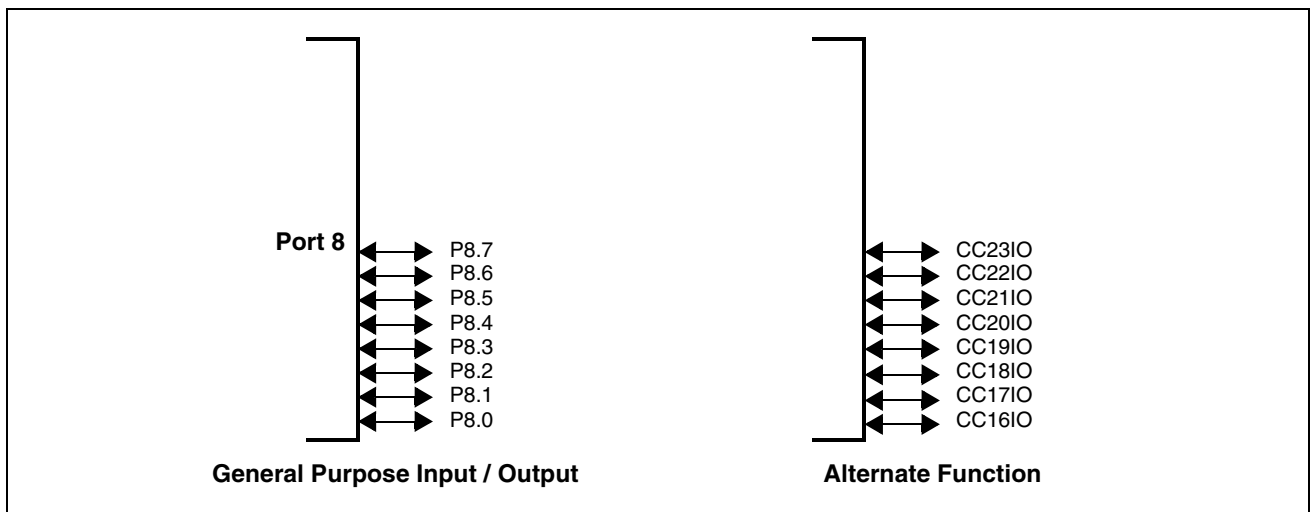 Port 8
P8.7
P8.6
P8.5
P8.4
P8.3
P8.2
P8.1
P8.0
General Purpose Input / Output
CC23IO
CC22IO
CC21IO
CC20IO
CC19IO
CC18IO
CC17IO
CC16IO
Alternate Function